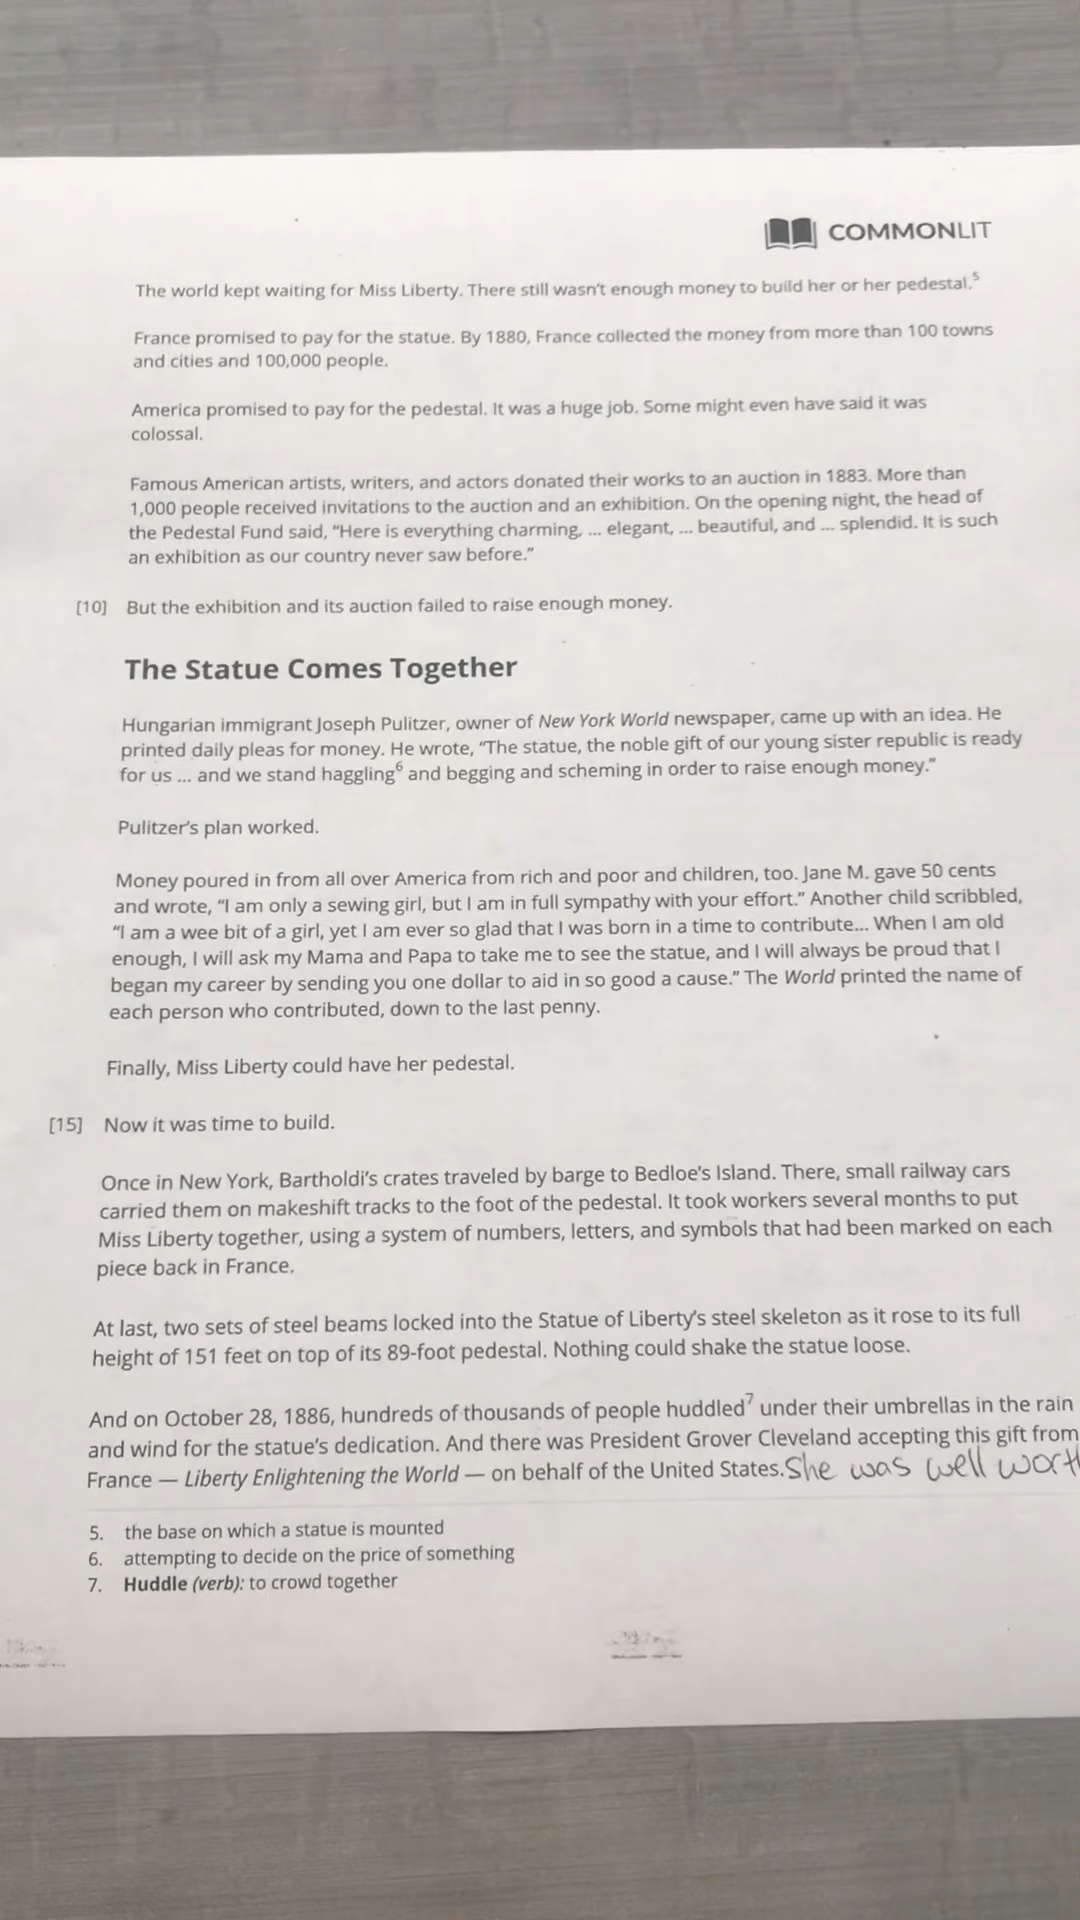 COMMONLIT
The world kept waiting for Miss Liberty. There still wasn't enough money to build her or her pedestal.5
France promised to pay for the statue. By 1880, France collected the money from more than 100 towns
and cities and 100,000 people.
America promised to pay for the pedestal. It was a huge job. Some might even have said it was
colossal.
Famous American artists, writers, and actors donated their works to an auction in 1883. More than
1,000 people received invitations to the auction and an exhibition. On the opening night, the head of
the Pedestal Fund said, "Here is everything charming, ... elegant, ... beautiful, and ... splendid. It is such
an exhibition as our country never saw before."
[10] But the exhibition and its auction failed to raise enough money.
The Statue Comes Together
Hungarian immigrant Joseph Pulitzer, owner of New York World newspaper, came up with an idea. He
printed daily pleas for money. He wrote, "The statue, the noble gift of our young sister republic is ready
for us ... and we stand haggling6 and begging and scheming in order to raise enough money."
Pulitzer's plan worked.
Money poured in from all over America from rich and poor and children, too. Jane M. gave 50 cents
and wrote, "I am only a sewing girl, but I am in full sympathy with your effort." Another child scribbled,
"I am a wee bit of a girl, yet I am ever so glad that I was born in a time to contribute... When I am old
enough, I will ask my Mama and Papa to take me to see the statue, and I will always be proud that I
began my career by sending you one dollar to aid in so good a cause." The World printed the name of
each person who contributed, down to the last penny.
Finally, Miss Liberty could have her pedestal.
[15] Now it was time to build.
Once in New York, Bartholdi's crates traveled by barge to Bedloe's Island. There, small railway cars
carried them on makeshift tracks to the foot of the pedestal. It took workers several months to put
Miss Liberty together, using a system of numbers, letters, and symbols that had been marked on each
piece back in France.
At last, two sets of steel beams locked into the Statue of Liberty's steel skeleton as it rose to its full
height of 151 feet on top of its 89-foot pedestal. Nothing could shake the statue loose.
And on October 28, 1886, hundreds of thousands of people huddled7 under their umbrellas in the rain
and wind for the statue's dedication. And there was President Grover Cleveland accepting this gift from
France — Liberty Enlightening the World — on behalf of the United States. She was well wort
5. the base on which a statue is mounted
6. attempting to decide on the price of something
7. Huddle (verb): to crowd together